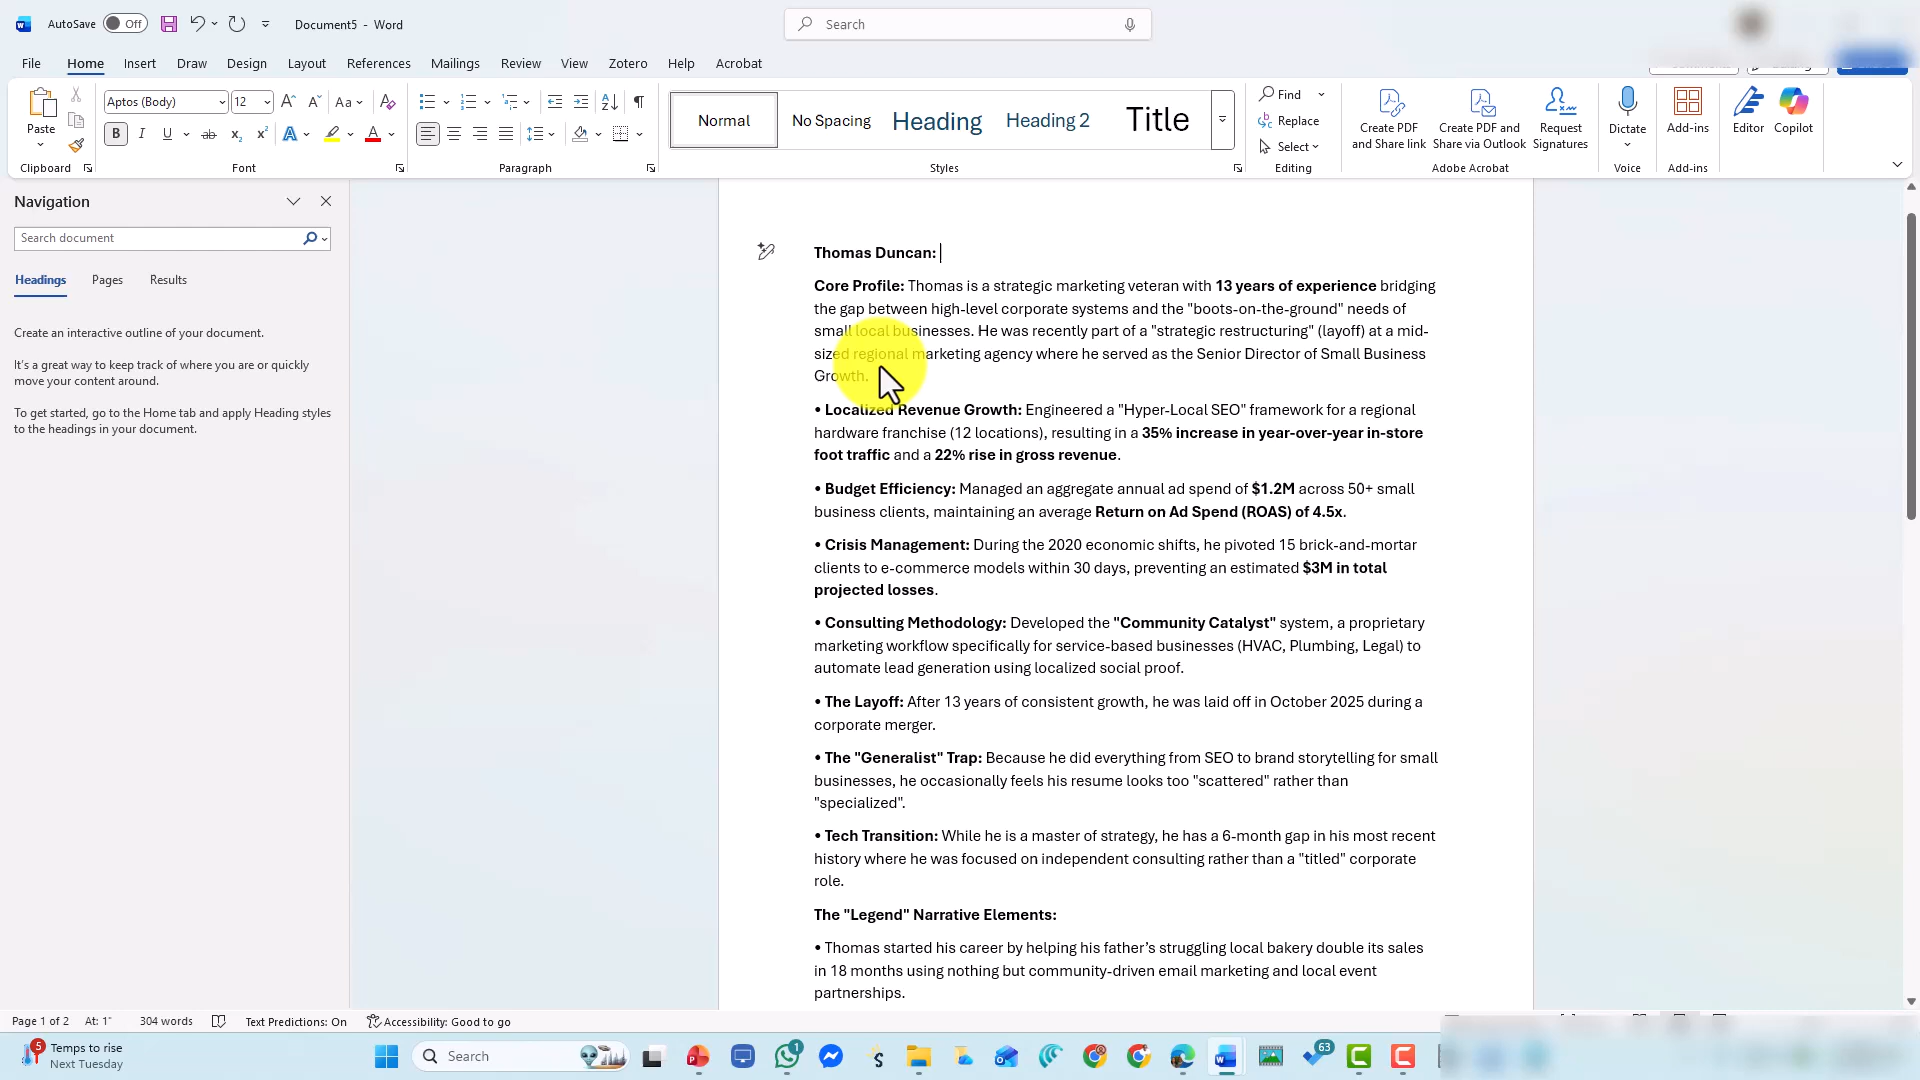 AutoSave Off Document5 - Word Search
File Home Insert Draw Design Layout References Mailings Review View Zotero Help Acrobat
Paste
Clipboard
Aptos (Body) 12 Aa
B I U ab x₂ x² A A
Font
Paragraph
Normal No Spacing Heading Heading 2 Title
Styles
Find
Replace
Select
Editing
Create PDF and Share link
Create PDF and Share via Outlook
Request Signatures
Adobe Acrobat
Dictate
Voice
Add-ins
Add-ins
Editor
Copilot
Navigation
Search document
Headings Pages Results
Create an interactive outline of your document.
It's a great way to keep track of where you are or quickly
move your content around.
To get started, go to the Home tab and apply Heading styles
to the headings in your document.
Thomas Duncan:
Core Profile: Thomas is a strategic marketing veteran with 13 years of experience bridging
the gap between high-level corporate systems and the "boots-on-the-ground" needs of
small local businesses. He was recently part of a "strategic restructuring" (layoff) at a mid-
sized regional marketing agency where he served as the Senior Director of Small Business
Growth.
• Localized Revenue Growth: Engineered a "Hyper-Local SEO" framework for a regional
hardware franchise (12 locations), resulting in a 35% increase in year-over-year in-store
foot traffic and a 22% rise in gross revenue.
• Budget Efficiency: Managed an aggregate annual ad spend of $1.2M across 50+ small
business clients, maintaining an average Return on Ad Spend (ROAS) of 4.5x.
• Crisis Management: During the 2020 economic shifts, he pivoted 15 brick-and-mortar
clients to e-commerce models within 30 days, preventing an estimated $3M in total
projected losses.
• Consulting Methodology: Developed the "Community Catalyst" system, a proprietary
marketing workflow specifically for service-based businesses (HVAC, Plumbing, Legal) to
automate lead generation using localized social proof.
• The Layoff: After 13 years of consistent growth, he was laid off in October 2025 during a
corporate merger.
• The "Generalist" Trap: Because he did everything from SEO to brand storytelling for small
businesses, he occasionally feels his resume looks too "scattered" rather than
"specialized".
• Tech Transition: While he is a master of strategy, he has a 6-month gap in his most recent
history where he was focused on independent consulting rather than a "titled" corporate
role.
The "Legend" Narrative Elements:
• Thomas started his career by helping his father's struggling local bakery double its sales
in 18 months using nothing but community-driven email marketing and local event
partnerships.
Page 1 of 2 At: 1" 304 words Text Predictions: On Accessibility: Good to go
5 Temps to rise
Next Tuesday
Search
1
63